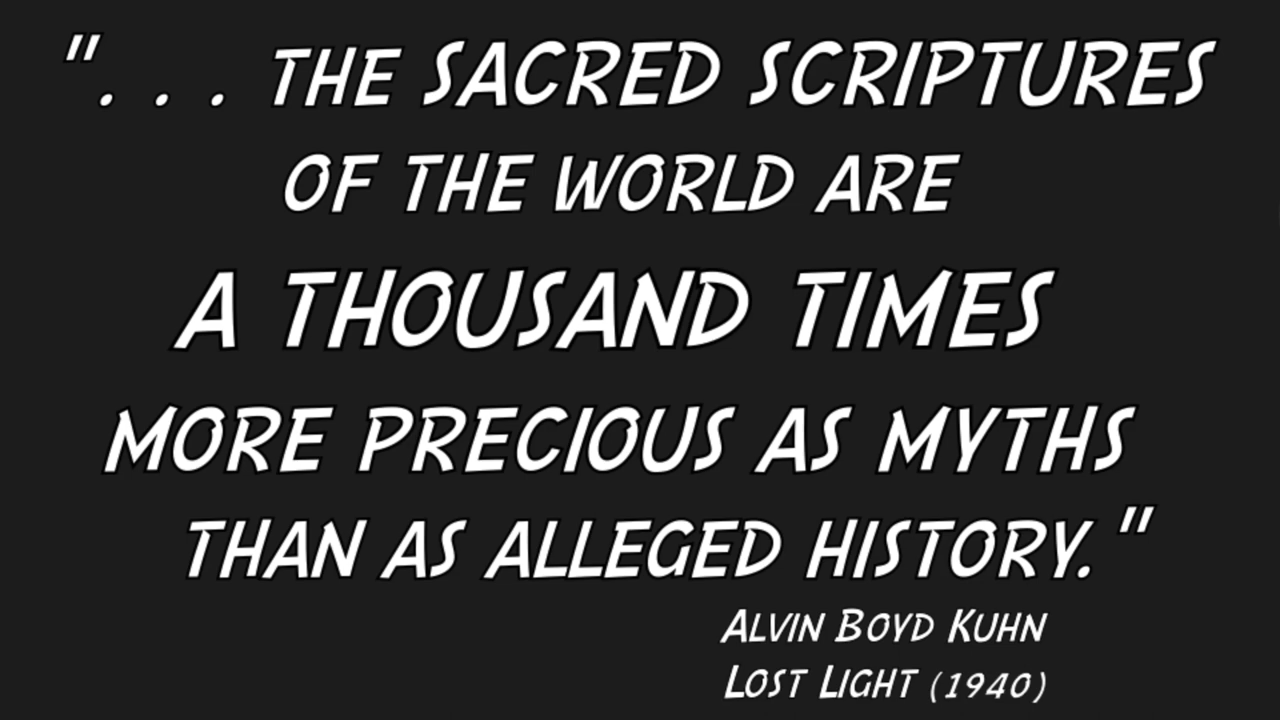 ". . . THE SACRED SCRIPTURES
OF THE WORLD ARE
A THOUSAND TIMES
MORE PRECIOUS AS MYTHS
THAN AS ALLEGED HISTORY."
ALVIN BOYD KUHN
LOST LIGHT (1940)